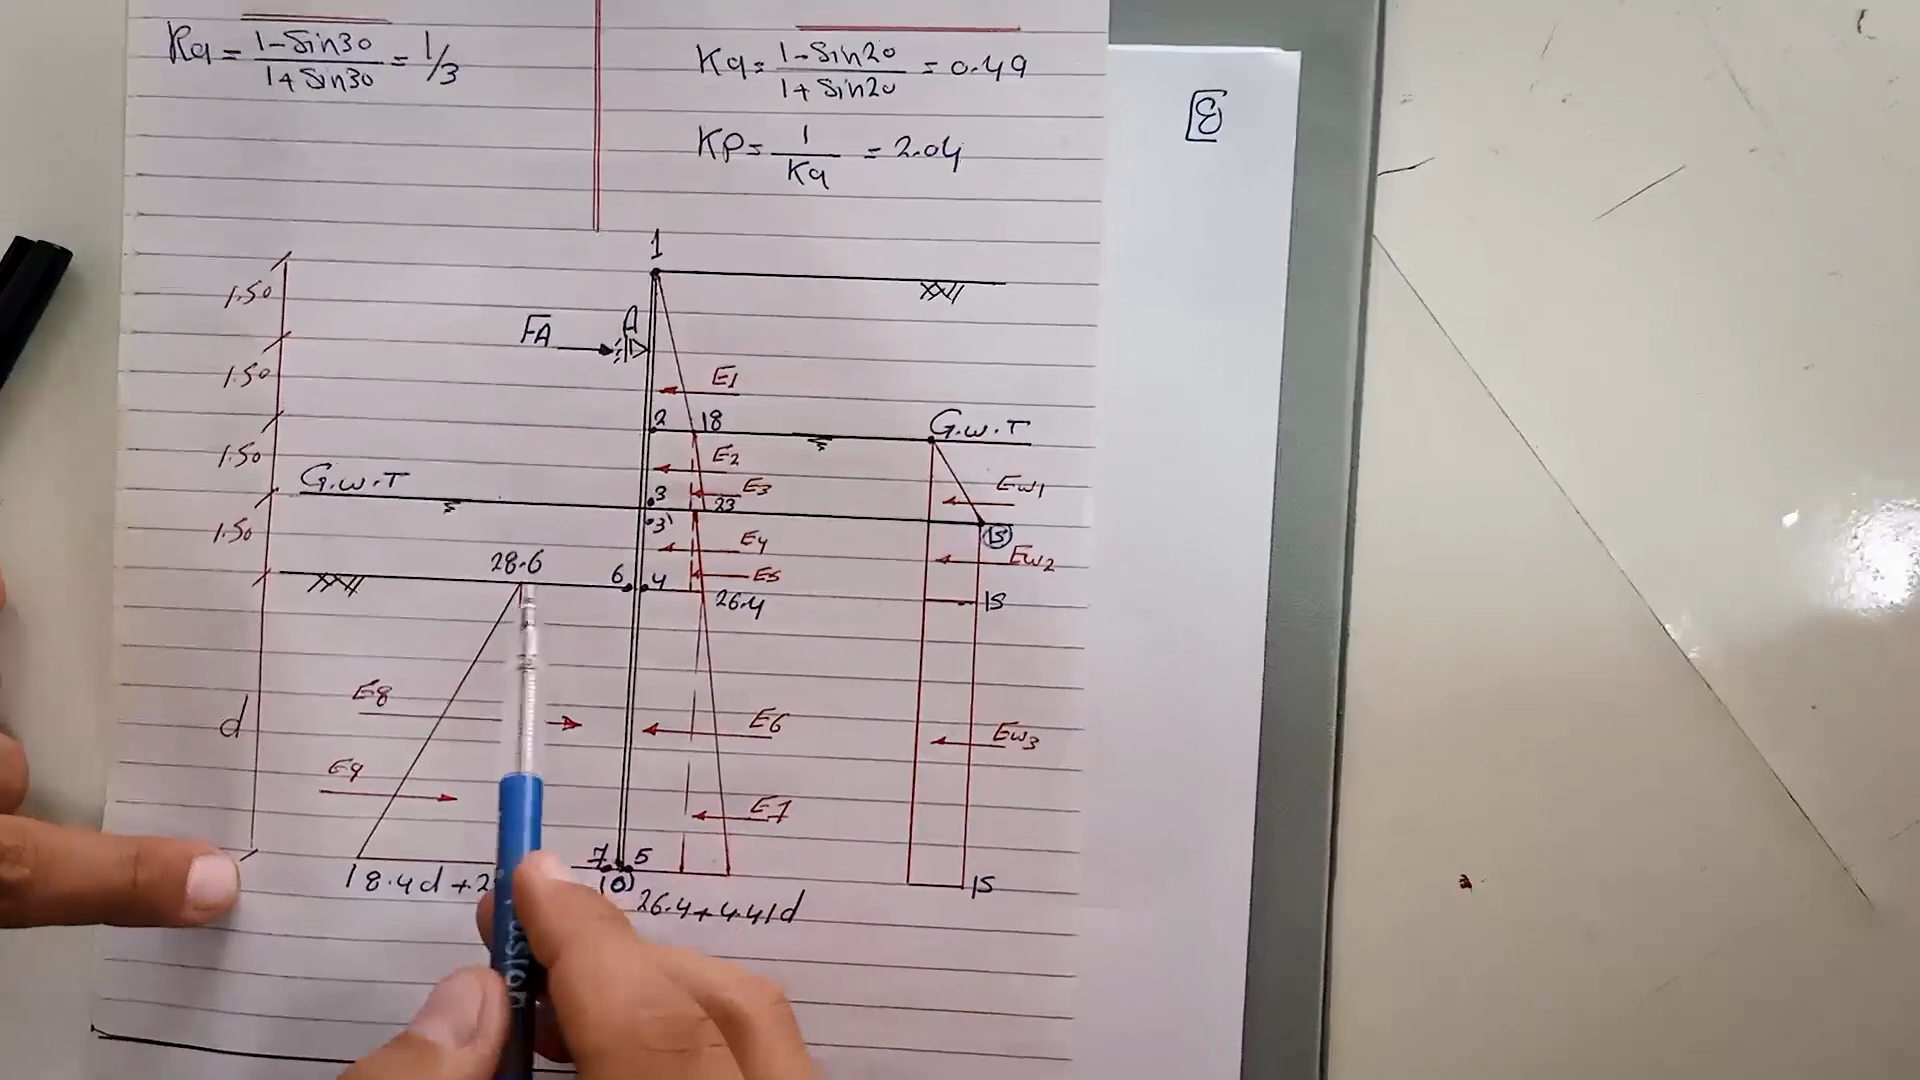 Ka = 1-Sin30 / 1+Sin30 = 1/3
Ka = 1-Sin20 / 1+Sin20 = 0.49
KP = 1 / Ka = 2.04
8
1
1.50
FA
A
1.50
E1
2
18
G.W.T
1.50
E2
G.W.T
3
E3
23
EW1
3'
15
1.50
E4
EW2
28.6
6
4
E5
26.4
15
E8
d
E6
EW3
E9
E7
7
5
(0)
15
18.4d+2
26.4+4.41d